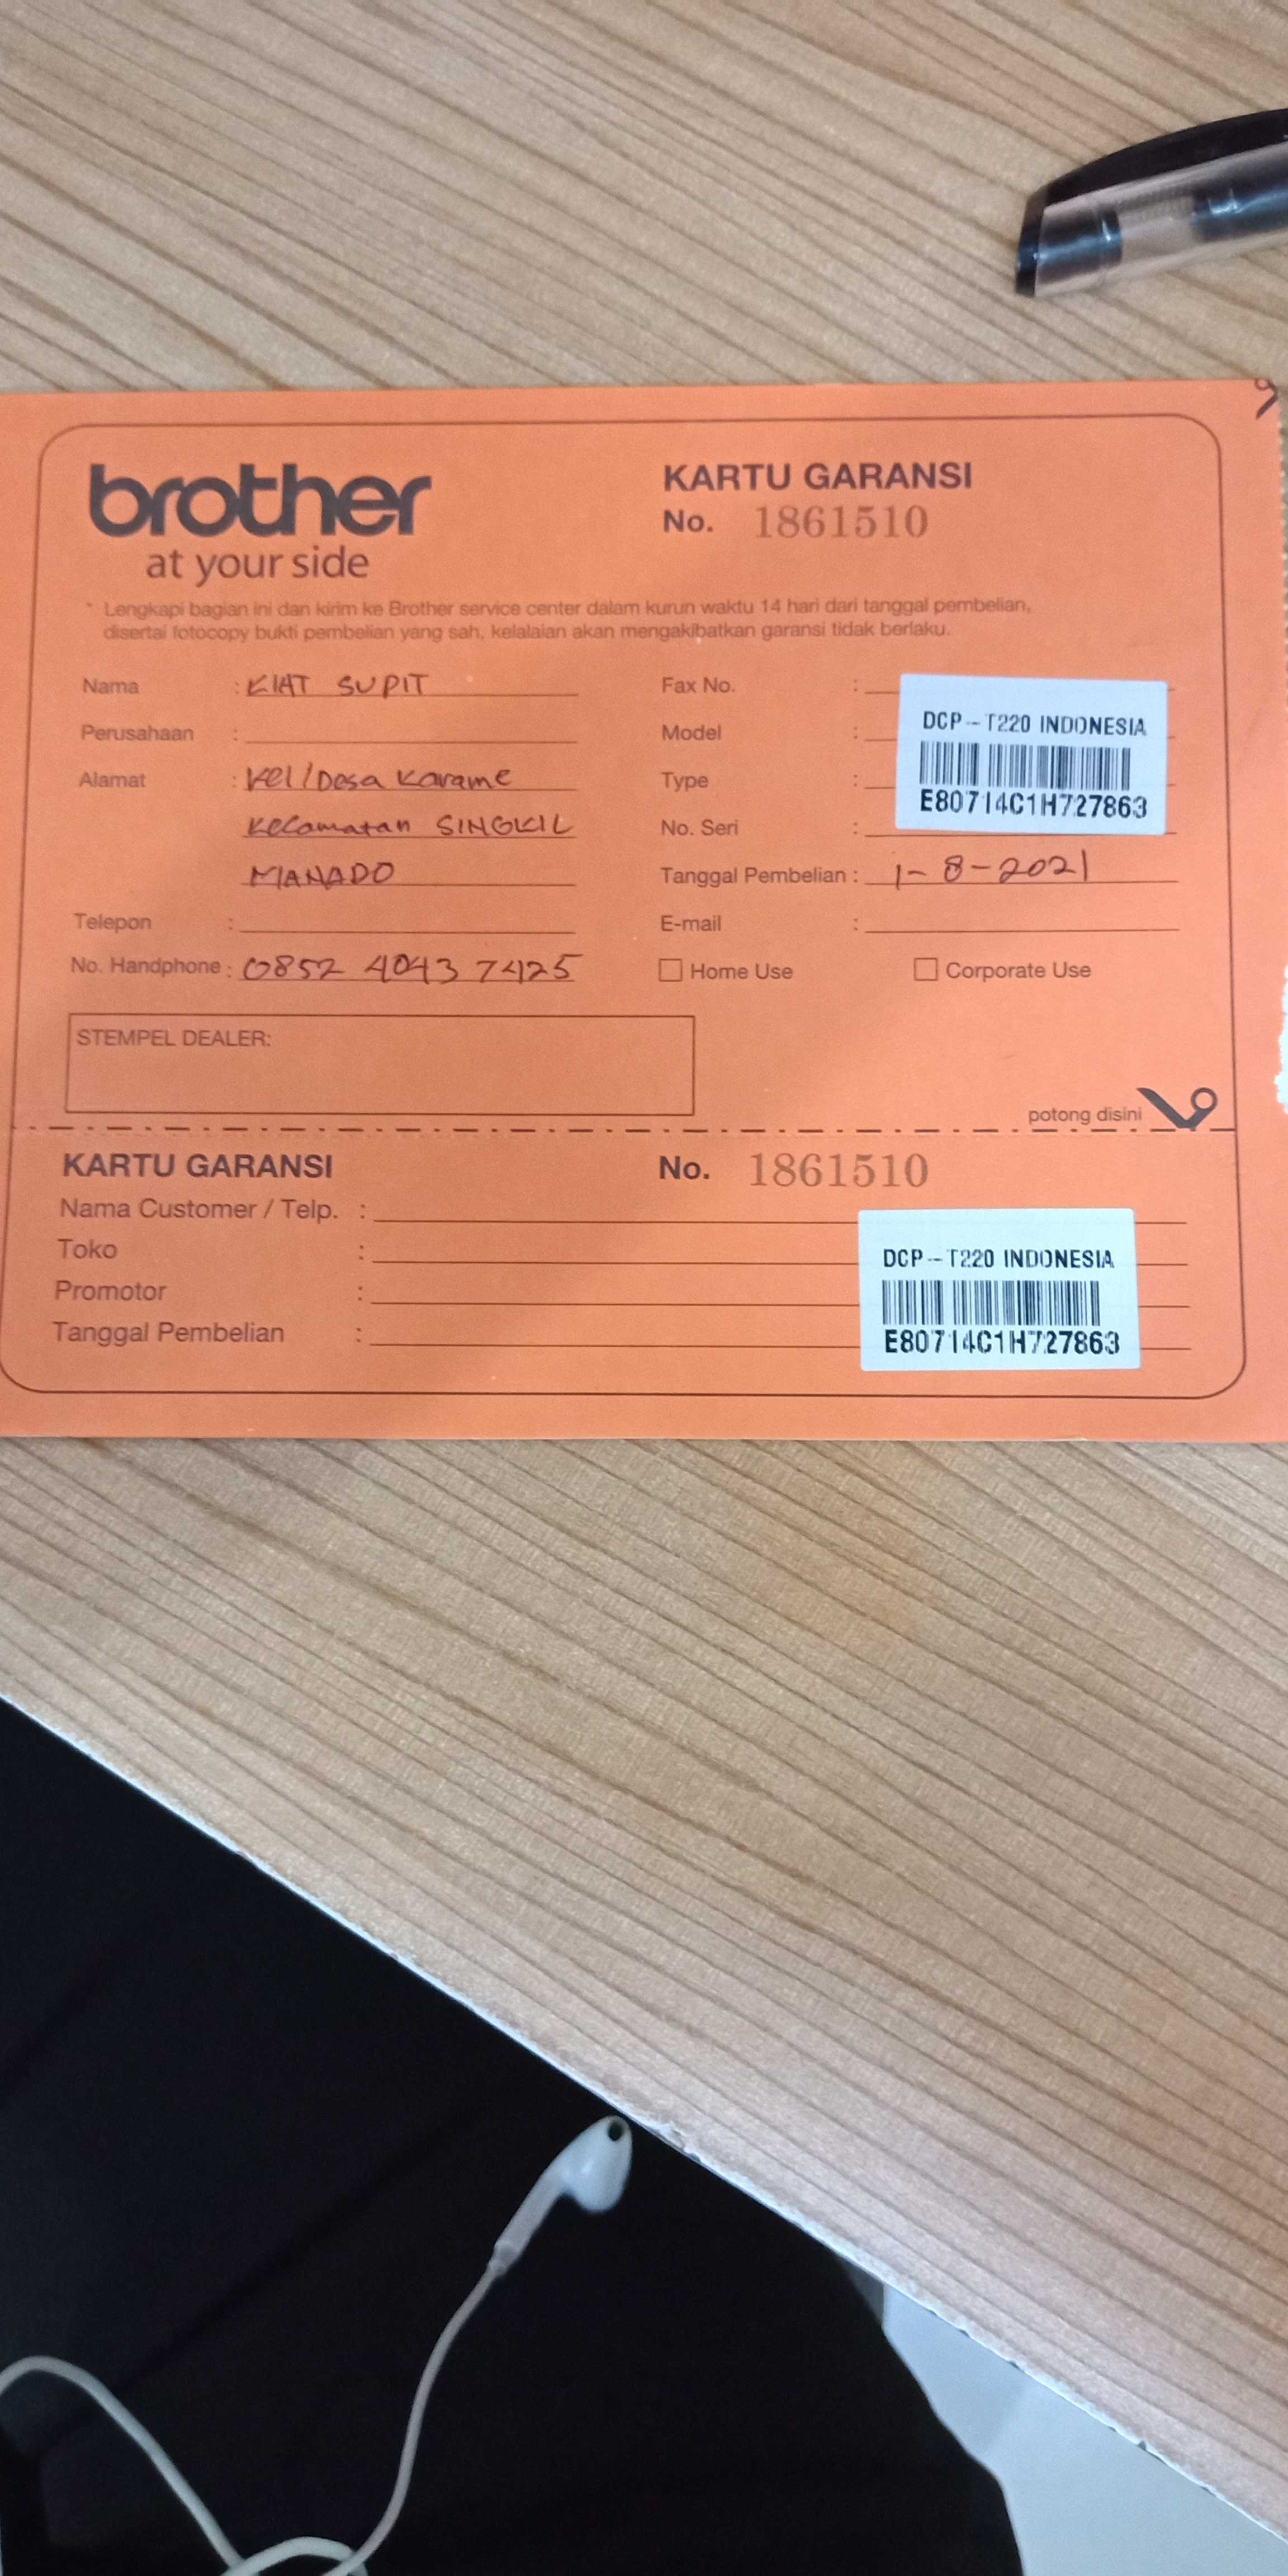 brother
at your side
KARTU GARANSI
No. 1861510
* Lengkapi bagian ini dan kirim ke Brother service center dalam kurun waktu 14 hari dari tanggal pembelian,
disertai fotocopy bukti pembelian yang sah, kelalaian akan mengakibatkan garansi tidak berlaku.
Nama : KIAT SUPIT
Perusahaan :
Alamat : Kel/Desa Karame
Kecamatan SINGKIL
MANADO
Telepon :
No. Handphone : 0852 4043 7425
Fax No. :
Model :
Type :
No. Seri :
DCP-T220 INDONESIA
E80714C1H727863
Tanggal Pembelian : 1-8-2021
E-mail :
Home Use Corporate Use
STEMPEL DEALER:
potong disini
KARTU GARANSI No. 1861510
Nama Customer / Telp. :
Toko :
Promotor :
Tanggal Pembelian :
DCP-T220 INDONESIA
E80714C1H727863